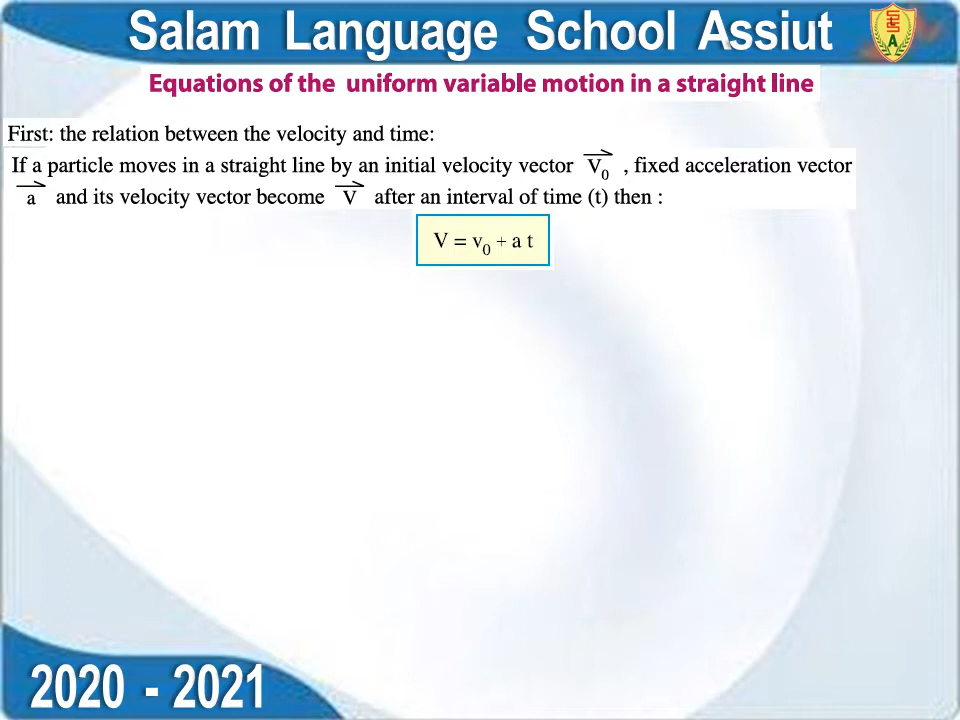 Salam Language School Assiut
Equations of the uniform variable motion in a straight line
First: the relation between the velocity and time:
If a particle moves in a straight line by an initial velocity vector V₀ , fixed acceleration vector
a and its velocity vector become V after an interval of time (t) then :
V = v₀ + a t
2020 - 2021